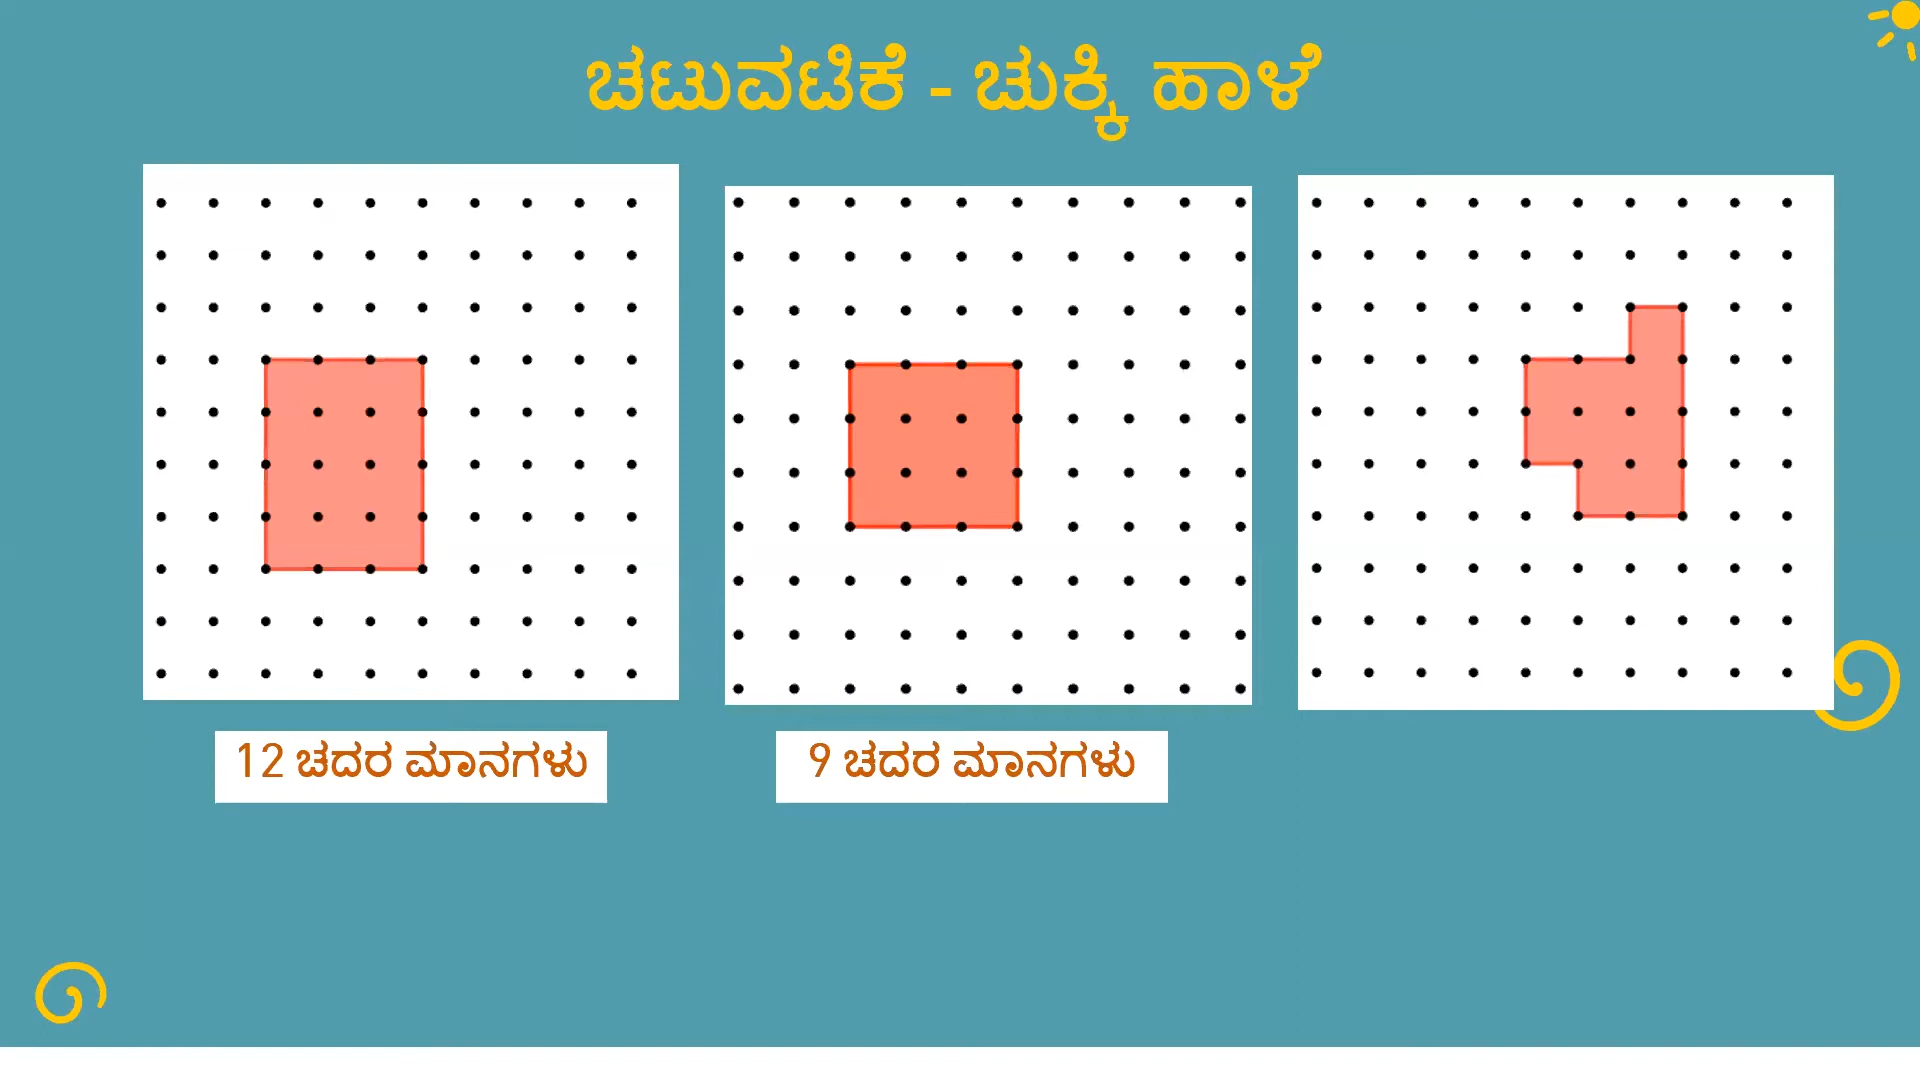 ಚಟುವಟಿಕೆ - ಚುಕ್ಕಿ ಹಾಳೆ
12 ಚದರ ಮಾನಗಳು
9 ಚದರ ಮಾನಗಳು